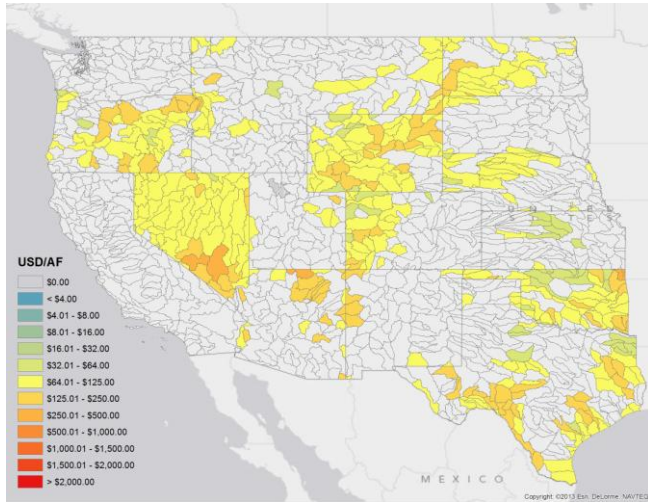 UNITED
STATES
USD/AF
$0.00
< $4.00
$4.01 - $8.00
$8.01 - $16.00
$16.01 - $32.00
$32.01 - $64.00
$64.01 - $125.00
$125.01 - $250.00
$250.01 - $500.00
$500.01 - $1,000.00
$1,000.01 - $1,500.00
$1,500.01 - $2,000.00
> $2,000.00
MEXICO
Copyright: ©2013 Esri, DeLorme, NAVTEQ